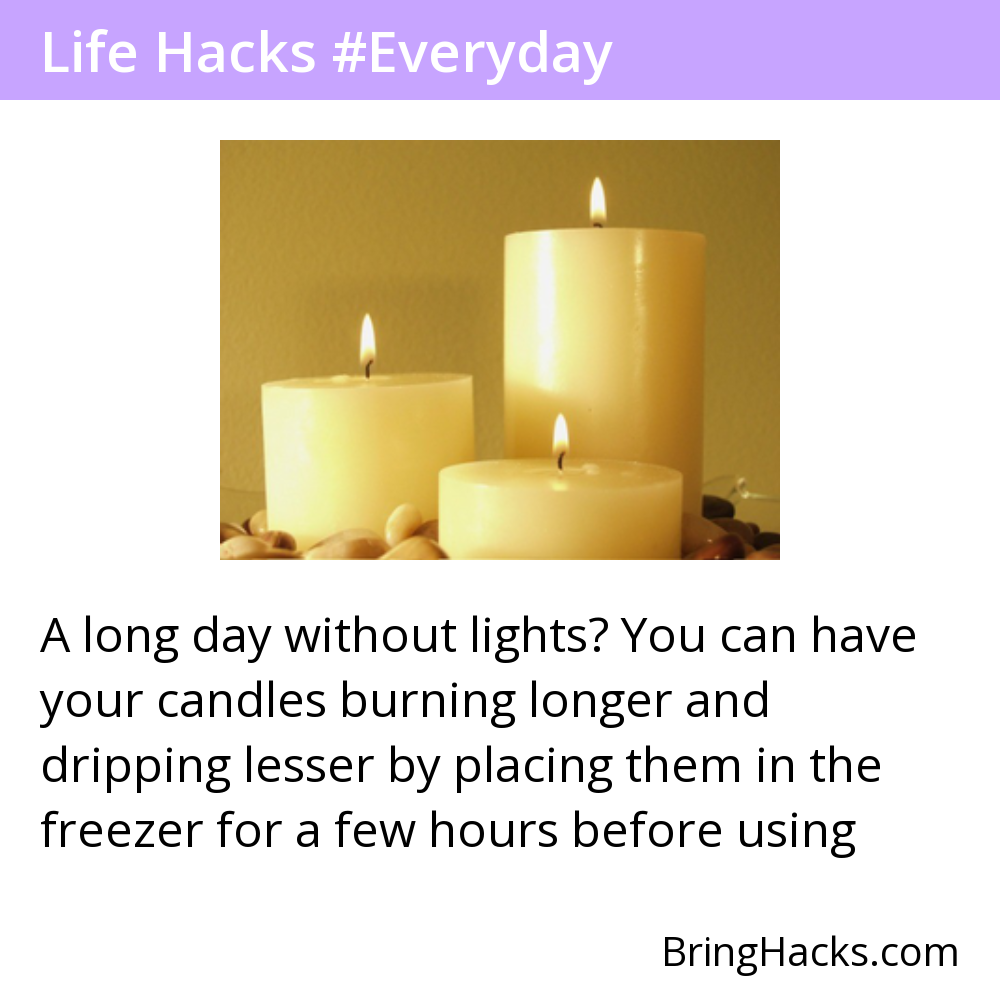 Life Hacks #Everyday
A long day without lights? You can have
your candles burning longer and
dripping lesser by placing them in the
freezer for a few hours before using
BringHacks.com